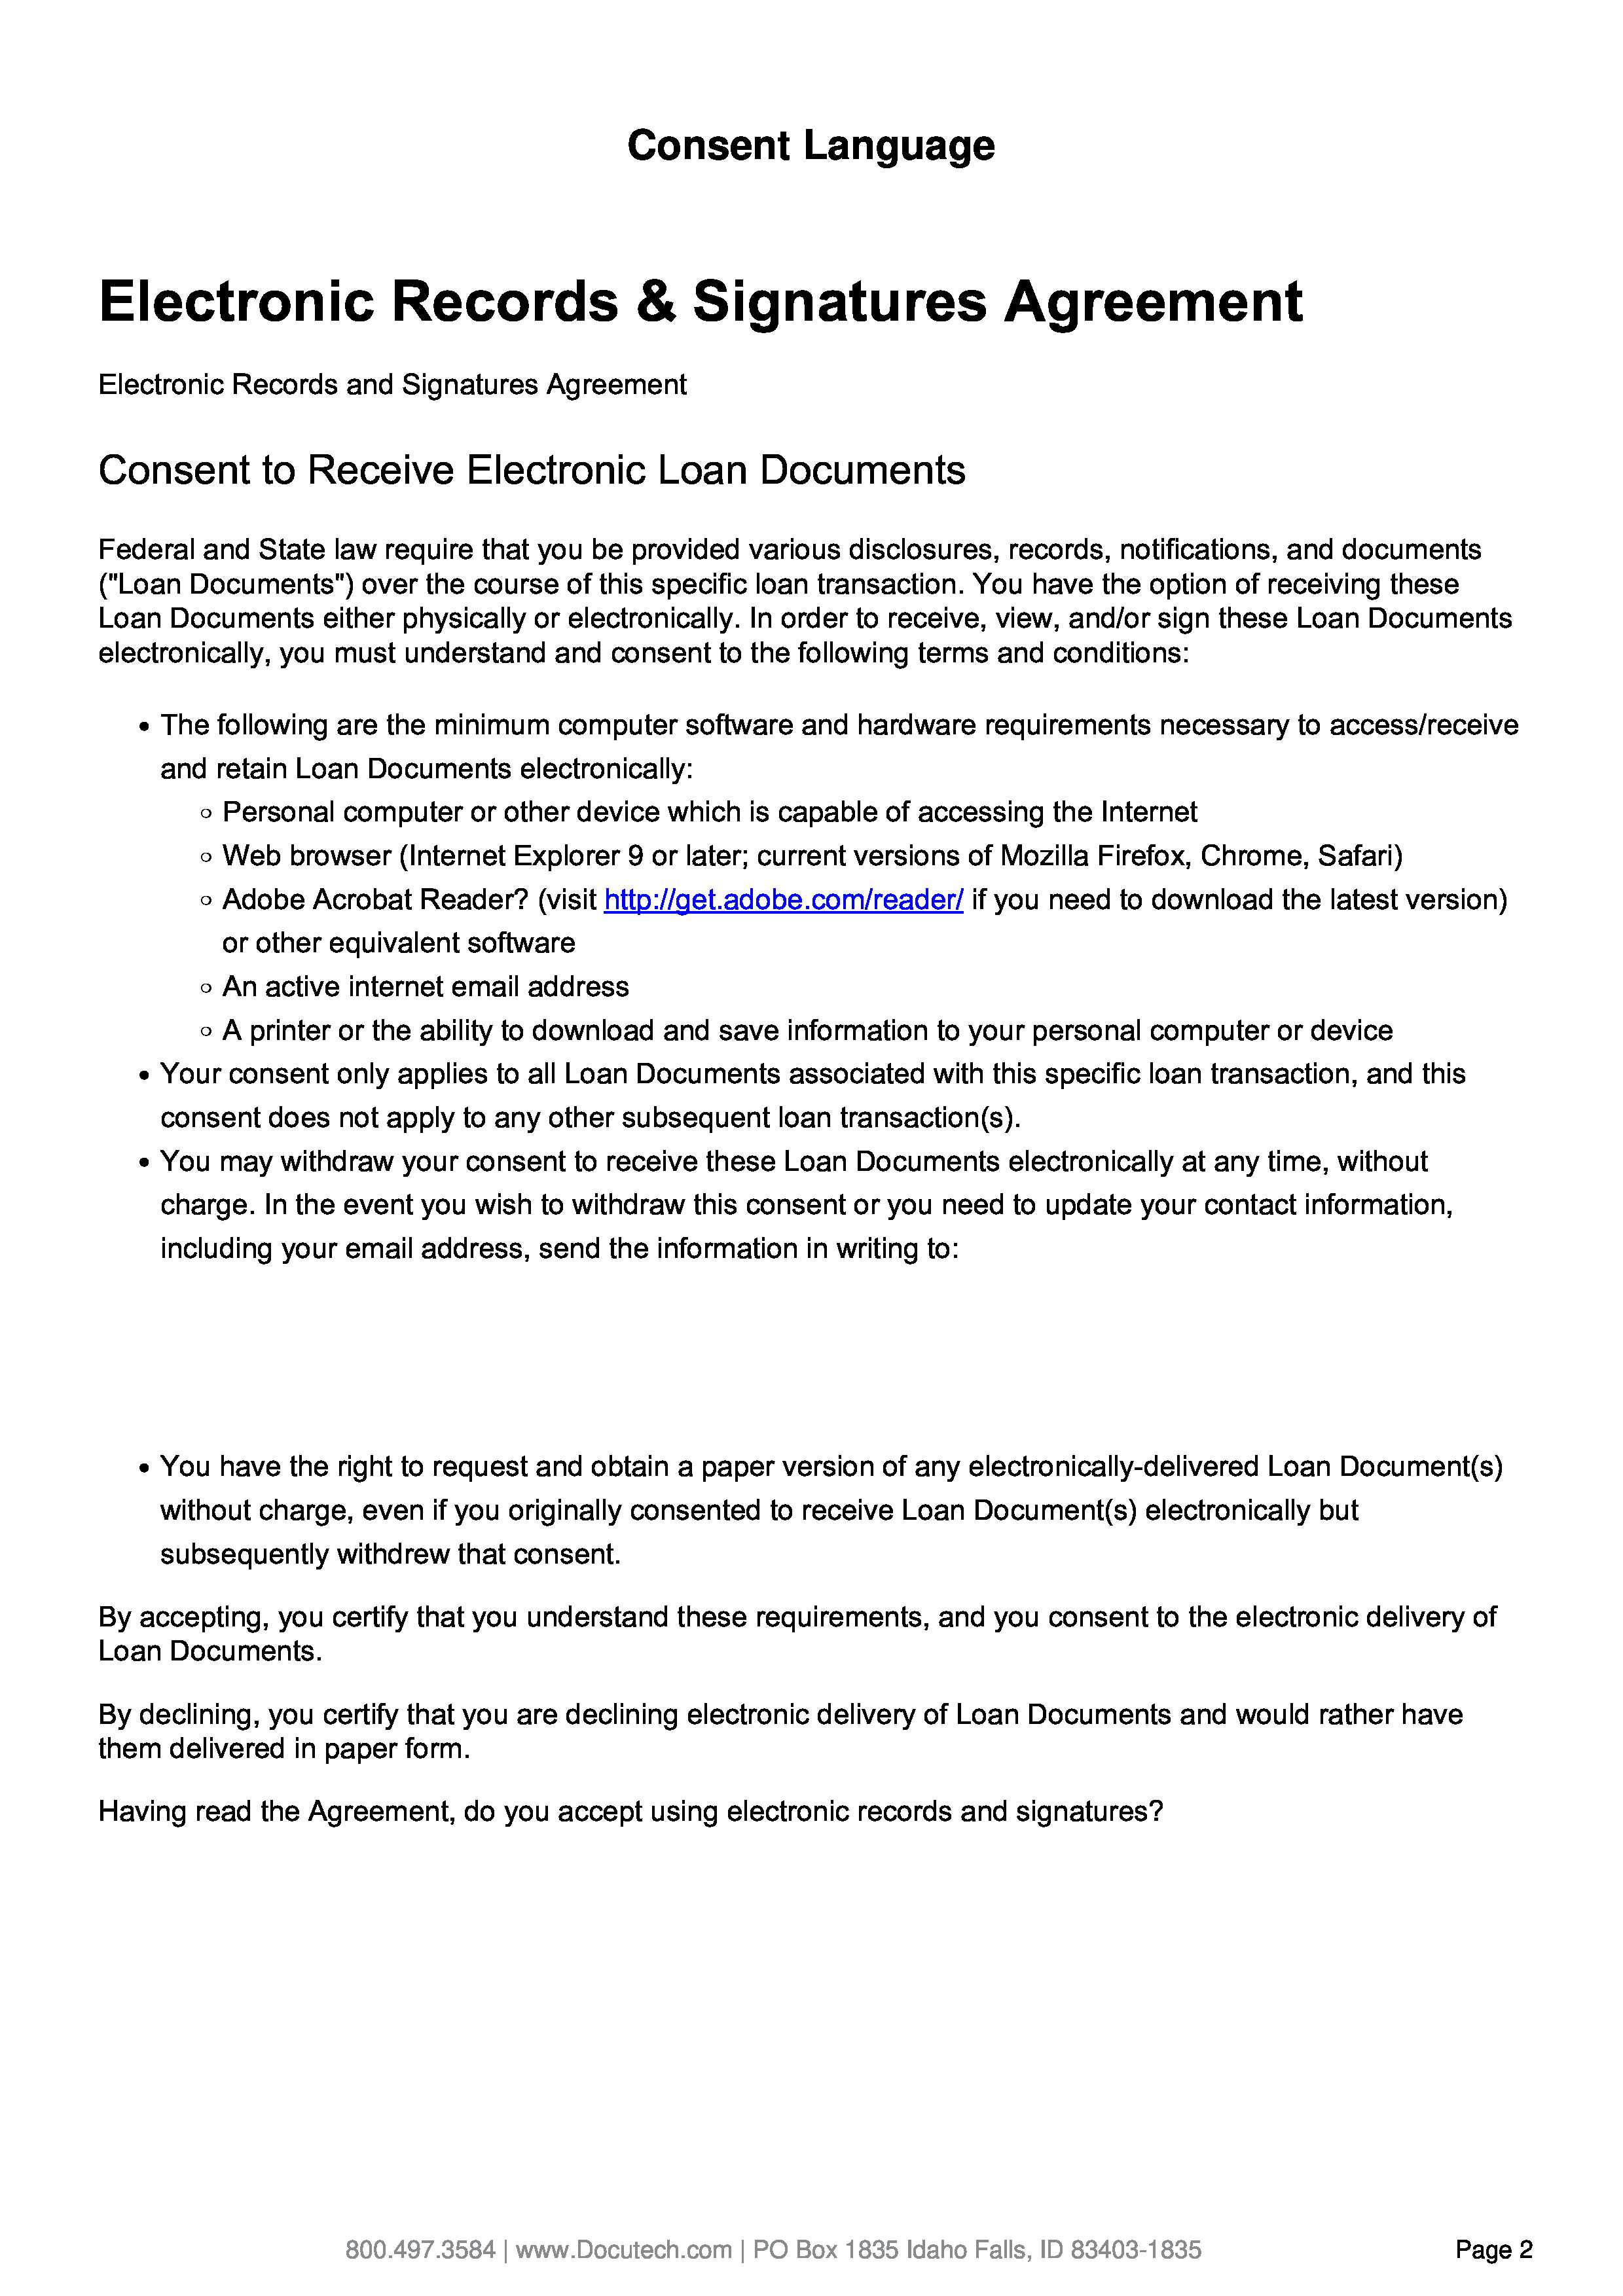 Consent Language
Electronic Records & Signatures Agreement
Electronic Records and Signatures Agreement
Consent to Receive Electronic Loan Documents
Federal and State law require that you be provided various disclosures, records, notifications, and documents
("Loan Documents") over the course of this specific loan transaction. You have the option of receiving these
Loan Documents either physically or electronically. In order to receive, view, and/or sign these Loan Documents
electronically, you must understand and consent to the following terms and conditions:
• The following are the minimum computer software and hardware requirements necessary to access/receive
and retain Loan Documents electronically:
○ Personal computer or other device which is capable of accessing the Internet
○ Web browser (Internet Explorer 9 or later; current versions of Mozilla Firefox, Chrome, Safari)
○ Adobe Acrobat Reader? (visit http://get.adobe.com/reader/ if you need to download the latest version)
or other equivalent software
○ An active internet email address
○ A printer or the ability to download and save information to your personal computer or device
• Your consent only applies to all Loan Documents associated with this specific loan transaction, and this
consent does not apply to any other subsequent loan transaction(s).
• You may withdraw your consent to receive these Loan Documents electronically at any time, without
charge. In the event you wish to withdraw this consent or you need to update your contact information,
including your email address, send the information in writing to:
• You have the right to request and obtain a paper version of any electronically-delivered Loan Document(s)
without charge, even if you originally consented to receive Loan Document(s) electronically but
subsequently withdrew that consent.
By accepting, you certify that you understand these requirements, and you consent to the electronic delivery of
Loan Documents.
By declining, you certify that you are declining electronic delivery of Loan Documents and would rather have
them delivered in paper form.
Having read the Agreement, do you accept using electronic records and signatures?
800.497.3584 | www.Docutech.com | PO Box 1835 Idaho Falls, ID 83403-1835 Page 2